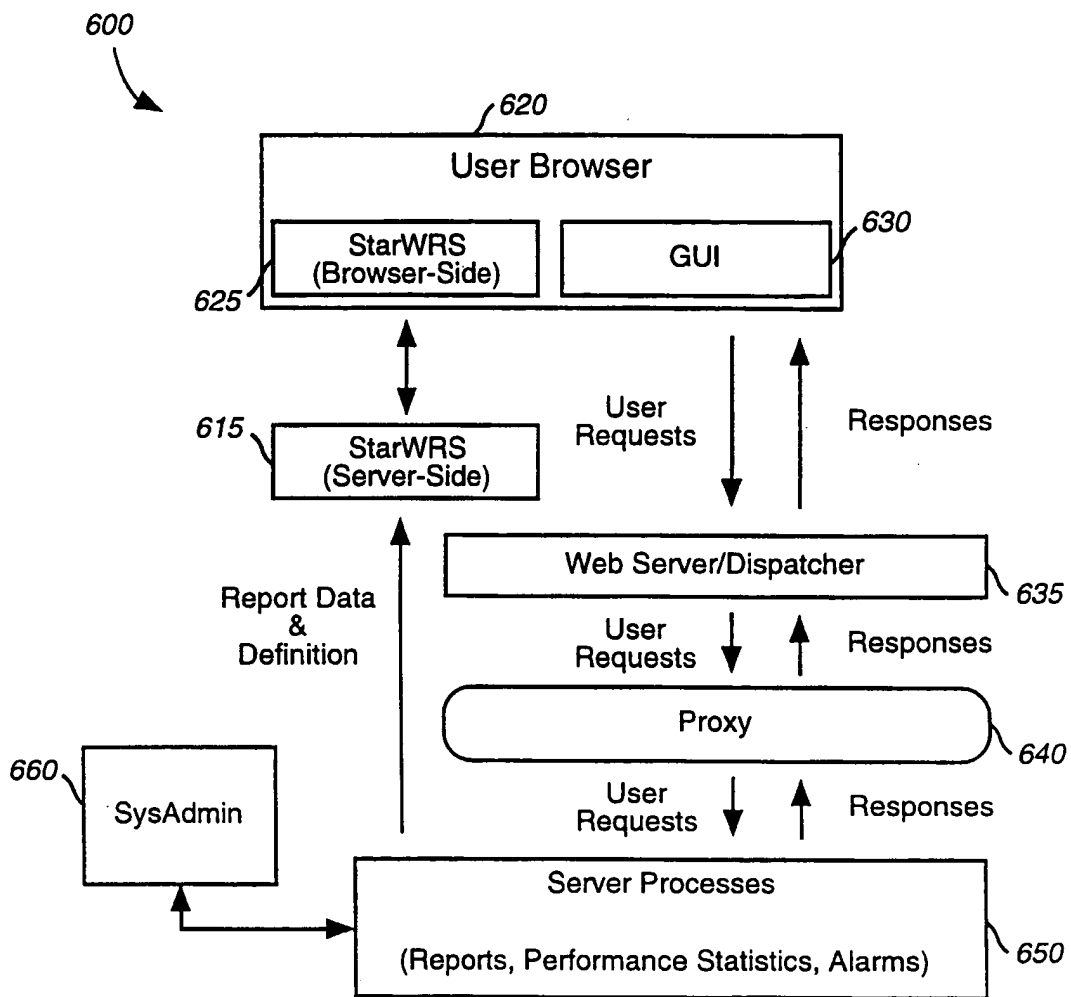 600
620
User Browser
StarWRS
(Browser-Side)
GUI
630
625
615
StarWRS
(Server-Side)
User
Requests
Responses
Web Server/Dispatcher
635
Report Data
&
Definition
User
Requests
Responses
Proxy
640
660
SysAdmin
User
Requests
Responses
Server Processes
(Reports, Performance Statistics, Alarms)
650